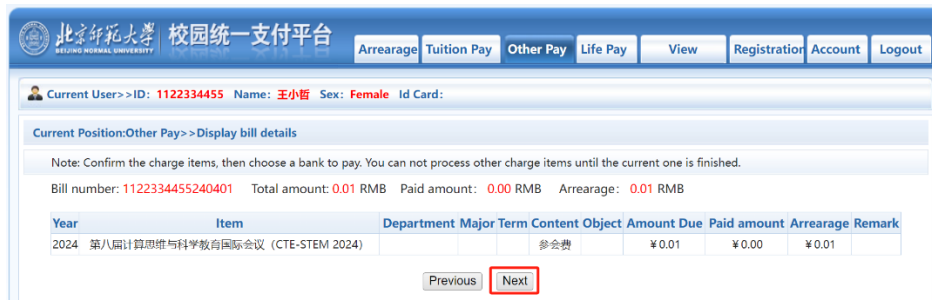 北京师范大学 校园统一支付平台
BEIJING NORMAL UNIVERSITY
Arrearage Tuition Pay Other Pay Life Pay View Registration Account Logout
Current User>>ID: 1122334455 Name: 王小哲 Sex: Female Id Card:
Current Position:Other Pay>>Display bill details
Note: Confirm the charge items, then choose a bank to pay. You can not process other charge items until the current one is finished.
Bill number: 1122334455240401 Total amount: 0.01 RMB Paid amount: 0.00 RMB Arrearage: 0.01 RMB
Year Item Department Major Term Content Object Amount Due Paid amount Arrearage Remark
2024 第八届计算思维与科学教育国际会议（CTE-STEM 2024） 参会费 ￥0.01 ￥0.00 ￥0.01
Previous Next